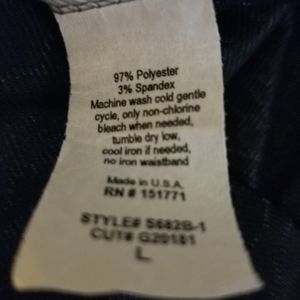 97% Polyester
3% Spandex
Machine wash cold gentle
cycle, only non-chlorine
bleach when needed,
tumble dry low,
cool iron if needed,
no iron waistband
Made in U.S.A.
RN # 151771
STYLE# S682B-1
CUT# G20181
L